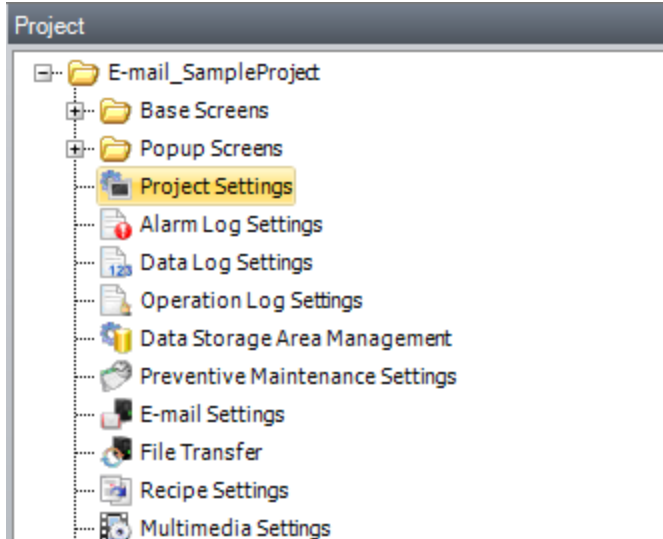 Project
E-mail_SampleProject
Base Screens
Popup Screens
Project Settings
Alarm Log Settings
Data Log Settings
Operation Log Settings
Data Storage Area Management
Preventive Maintenance Settings
E-mail Settings
File Transfer
Recipe Settings
Multimedia Settings